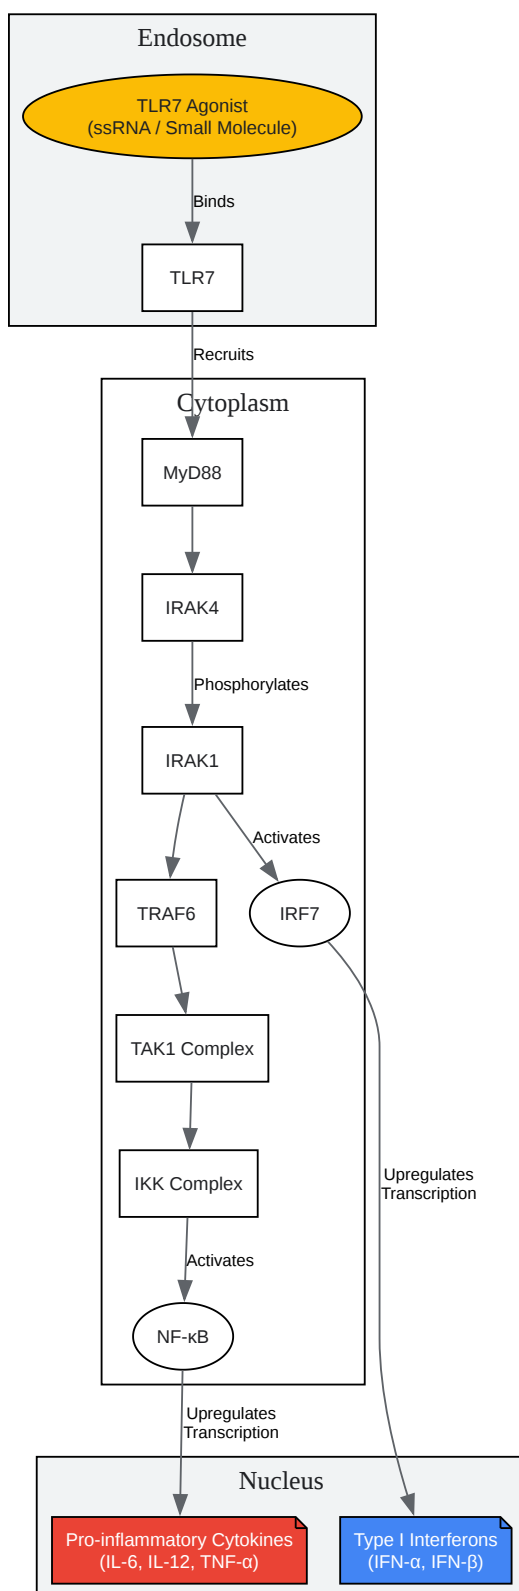 Endosome
TLR7 Agonist
(ssRNA / Small Molecule)
Binds
TLR7
Recruits
Cytoplasm
MyD88
IRAK4
Phosphorylates
IRAK1
Activates
TRAF6
IRF7
TAK1 Complex
IKK Complex
Upregulates
Transcription
Activates
NF-κB
Upregulates
Transcription
Nucleus
Pro-inflammatory Cytokines
(IL-6, IL-12, TNF-α)
Type I Interferons
(IFN-α, IFN-β)